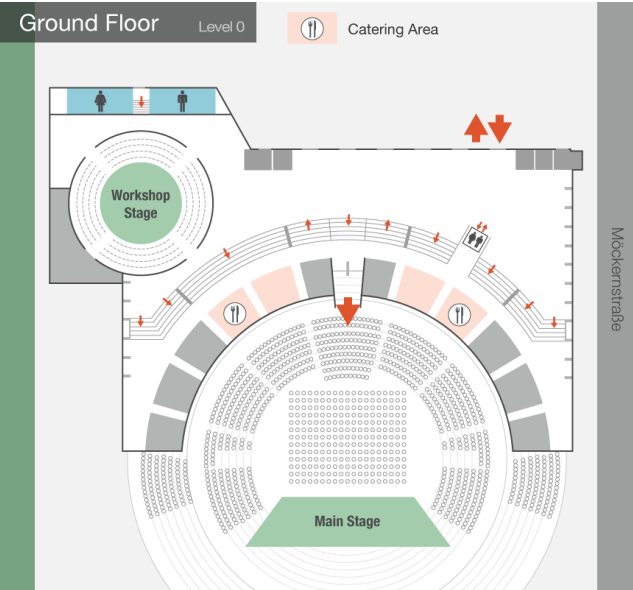 Ground Floor Level 0
Catering Area
Workshop
Stage
Möckernstraße
Main Stage